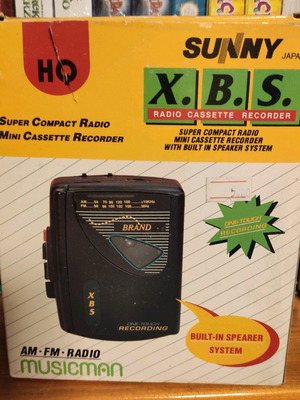 HQ
SUNNY JAPA
X.B.S.
RADIO CASSETTE RECORDER
SUPER COMPACT RADIO
MINI CASSETTE RECORDER
SUPER COMPACT RADIO
MINI CASSETTE RECORDER
WITH BUILT IN SPEAKER SYSTEM
ONE-TOUCH
RECORDING
BRAND
XBS
ONE-TOUCH
RECORDING
BUILT-IN SPEARER
SYSTEM
AM·FM·RADIO
MUSICMAN